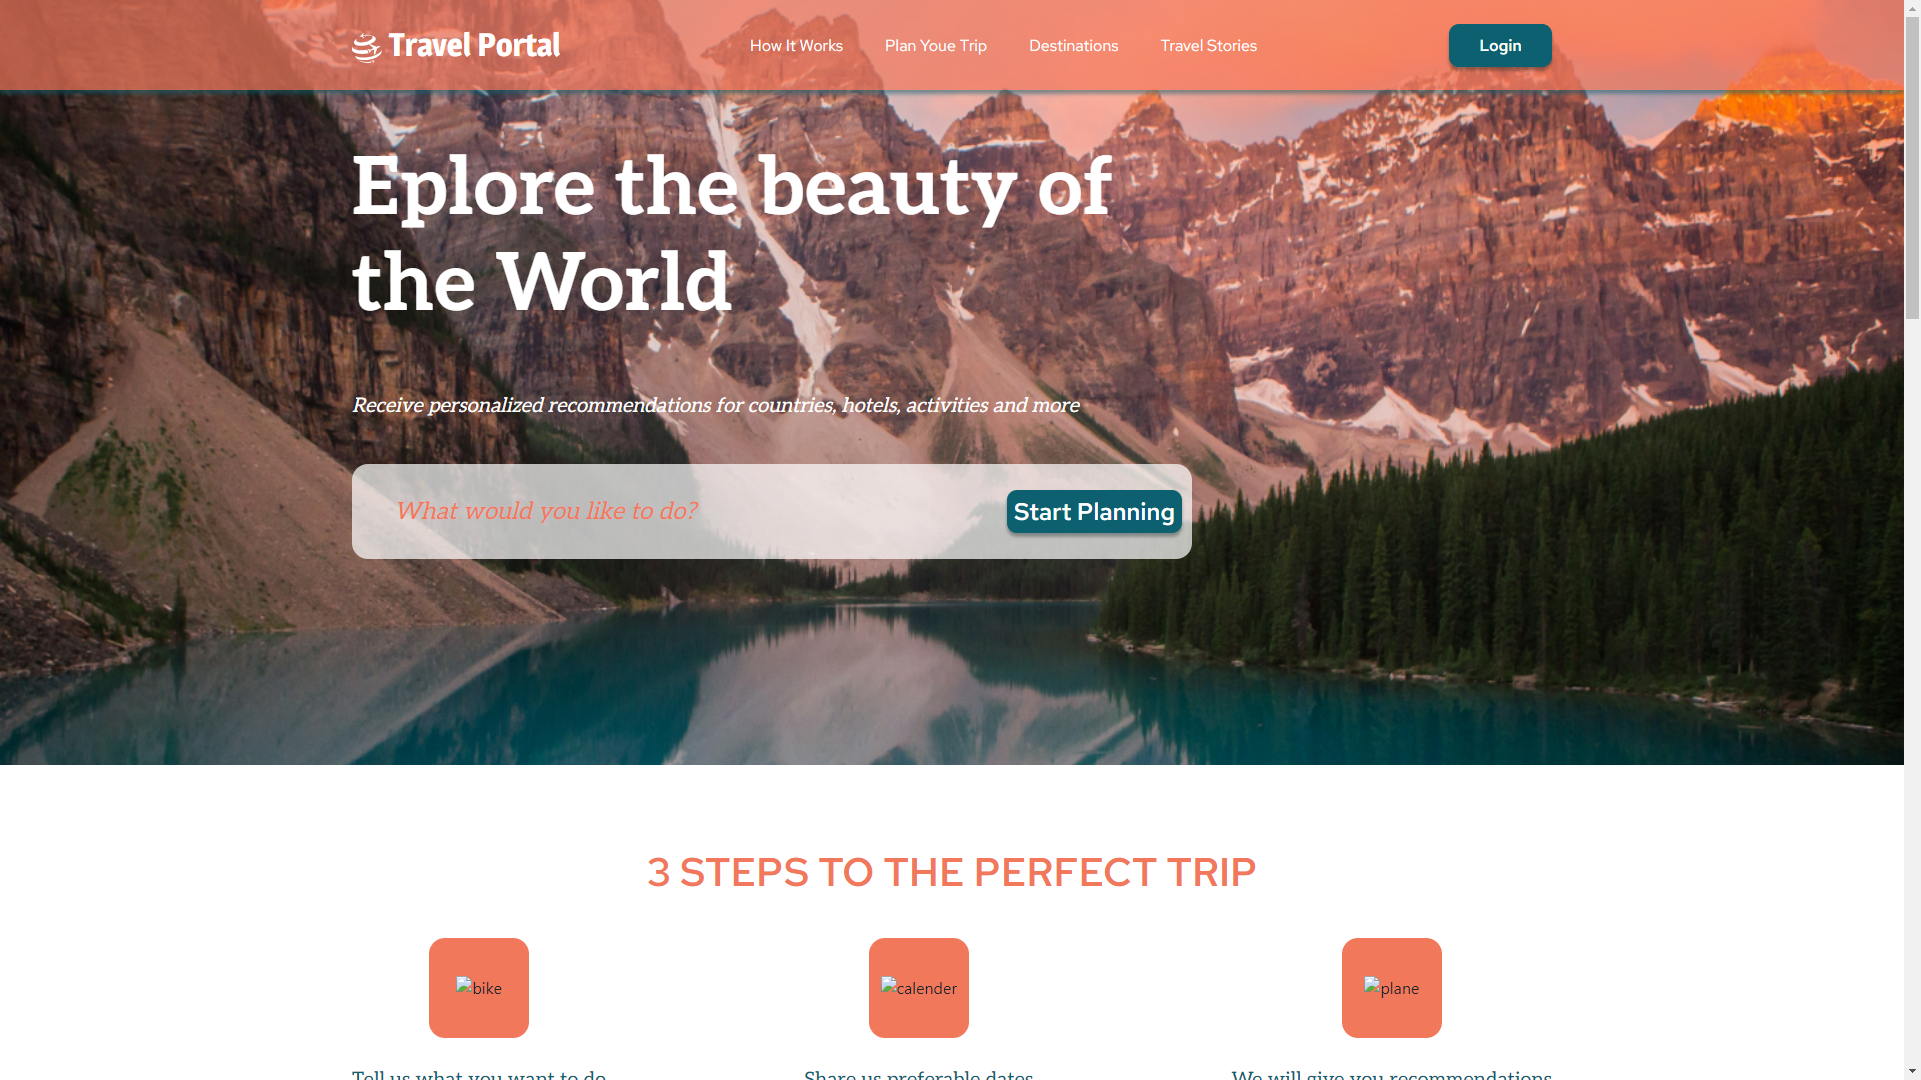 Travel Portal
How It Works
Plan Youe Trip
Destinations
Travel Stories
Login
Eplore the beauty of
the World
Receive personalized recommendations for countries, hotels, activities and more
What would you like to do?
Start Planning
3 STEPS TO THE PERFECT TRIP
bike
calender
plane
Tell us what you want to do
Share us preferable dates
We will give you recommendations